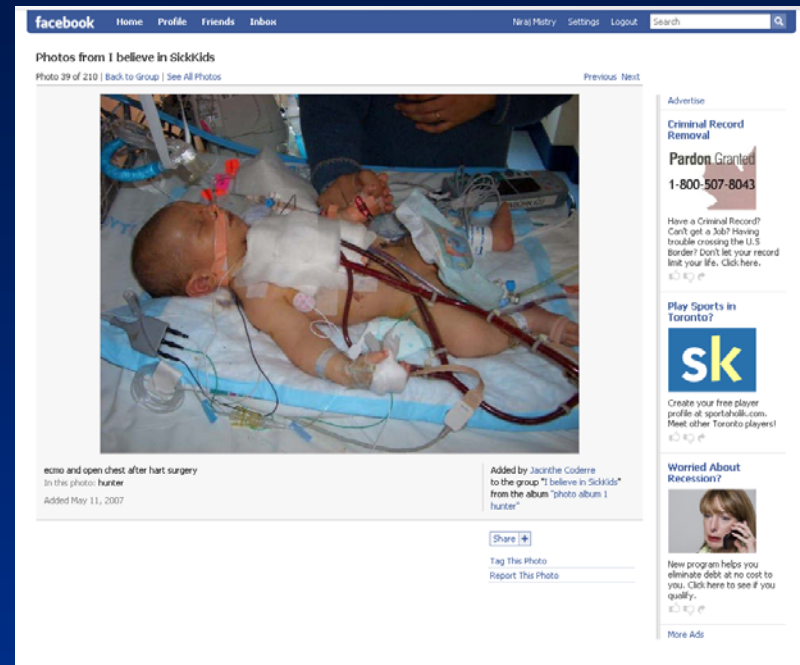 facebook Home Profile Friends Inbox Niraj Mistry Settings Logout Search
Photos from I believe in SickKids
Photo 39 of 210 | Back to Group | See All Photos Previous Next
ecmo and open chest after hart surgery
In this photo: hunter
Added May 11, 2007
Added by Jacinthe Coderre
to the group "I believe in SickKids"
from the album "photo album 1
hunter"
Share +
Tag This Photo
Report This Photo
Advertise
Criminal Record
Removal
Pardon Granted
1-800-507-8043
Have a Criminal Record?
Can't get a Job? Having
trouble crossing the U.S
Border? Don't let your record
limit your life. Click here.
Play Sports in
Toronto?
sk
Create your free player
profile at sportaholik.com.
Meet other Toronto players!
Worried About
Recession?
New program helps you
eliminate debt at no cost to
you. Click here to see if you
qualify.
More Ads